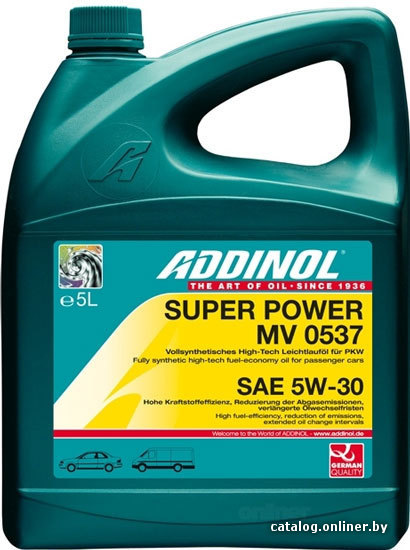 ADDINOL
THE ART OF OIL · SINCE 1936
℮5L
SUPER POWER
MV 0537
Vollsynthetisches High-Tech Leichtlauföl für PKW
Fully synthetic high-tech fuel-economy oil for passenger cars
SAE 5W-30
Hohe Kraftstoffeffizienz, Reduzierung der Abgasemissionen,
verlängerte Ölwechselfristen
High fuel-efficiency, reduction of emissions,
extended oil change intervals
Welcome to the World of ADDINOL - www.addinol.de
GERMAN
QUALITY
onliner
catalog.onliner.by